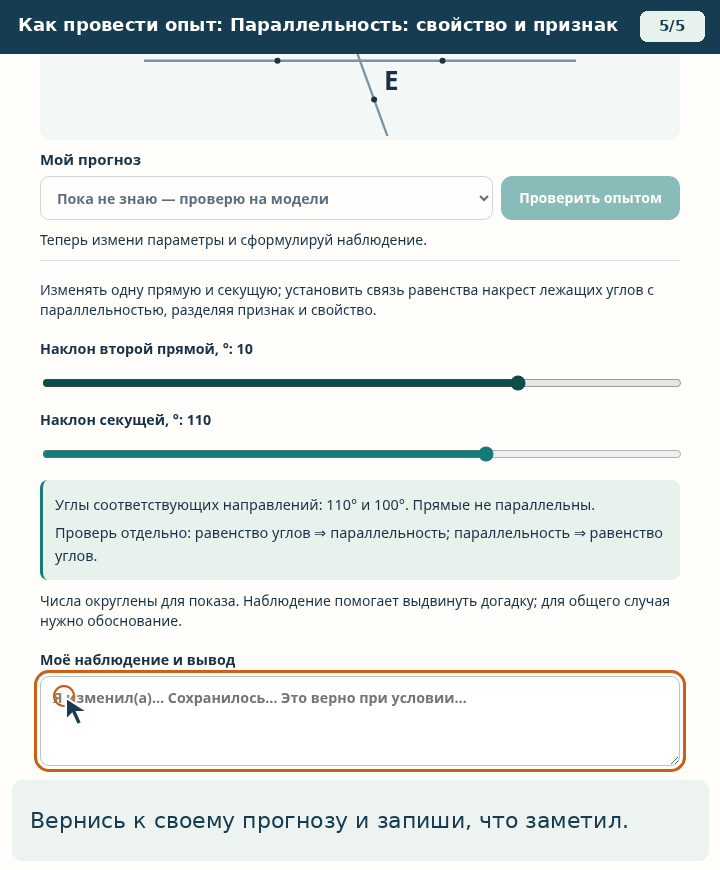 Как провести опыт: Параллельность: свойство и признак
5/5
E
Мой прогноз
Пока не знаю — проверю на модели
Проверить опытом
Теперь измени параметры и сформулируй наблюдение.
Изменять одну прямую и секущую; установить связь равенства накрест лежащих углов с
параллельностью, разделяя признак и свойство.
Наклон второй прямой, °: 10
Наклон секущей, °: 110
Углы соответствующих направлений: 110° и 100°. Прямые не параллельны.
Проверь отдельно: равенство углов ⇒ параллельность; параллельность ⇒ равенство
углов.
Числа округлены для показа. Наблюдение помогает выдвинуть догадку; для общего случая
нужно обоснование.
Моё наблюдение и вывод
Я изменил(а)... Сохранилось... Это верно при условии...
Вернись к своему прогнозу и запиши, что заметил.